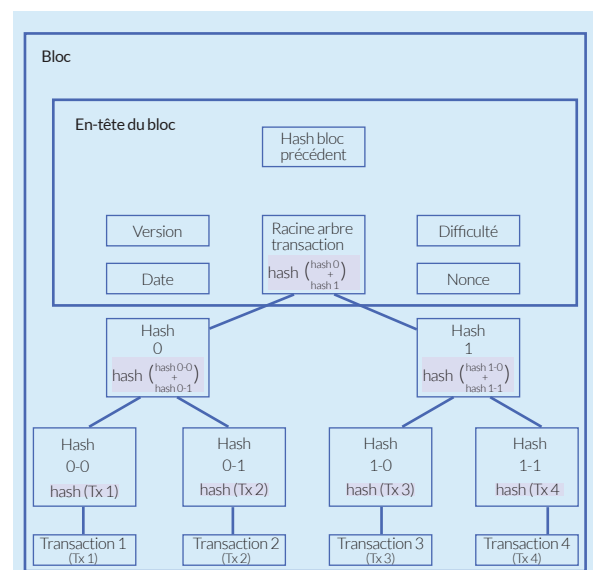 Bloc
En-tête du bloc
Hash bloc
précédent
Version
Racine arbre
transaction
hash (hash 0
+
hash 1)
Difficulté
Date
Nonce
Hash
0
hash (hash 0-0
+
hash 0-1)
Hash
1
hash (hash 1-0
+
hash 1-1)
Hash
0-0
hash (Tx 1)
Hash
0-1
hash (Tx 2)
Hash
1-0
hash (Tx 3)
Hash
1-1
hash (Tx 4
Transaction 1
(Tx 1)
Transaction 2
(Tx 2)
Transaction 3
(Tx 3)
Transaction 4
(Tx 4)